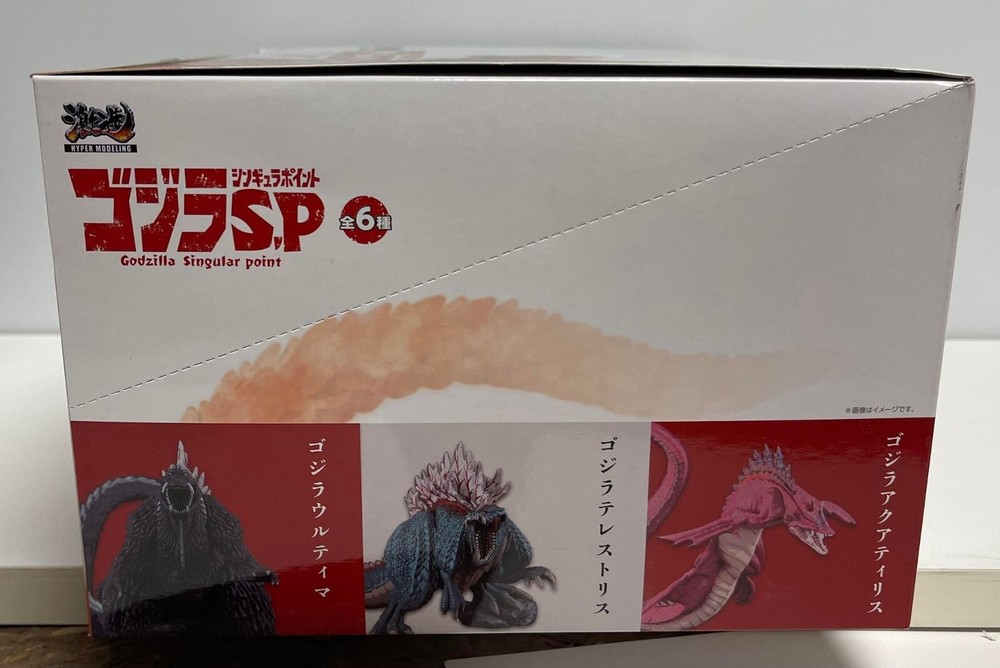 激造
HYPER MODELING
シンギュラポイント
ゴジラS.P
全6種
Godzilla Singular point
※画像はイメージです。
ゴジラウルティマ
ゴジラテレストリス
ゴジラアクアティリス